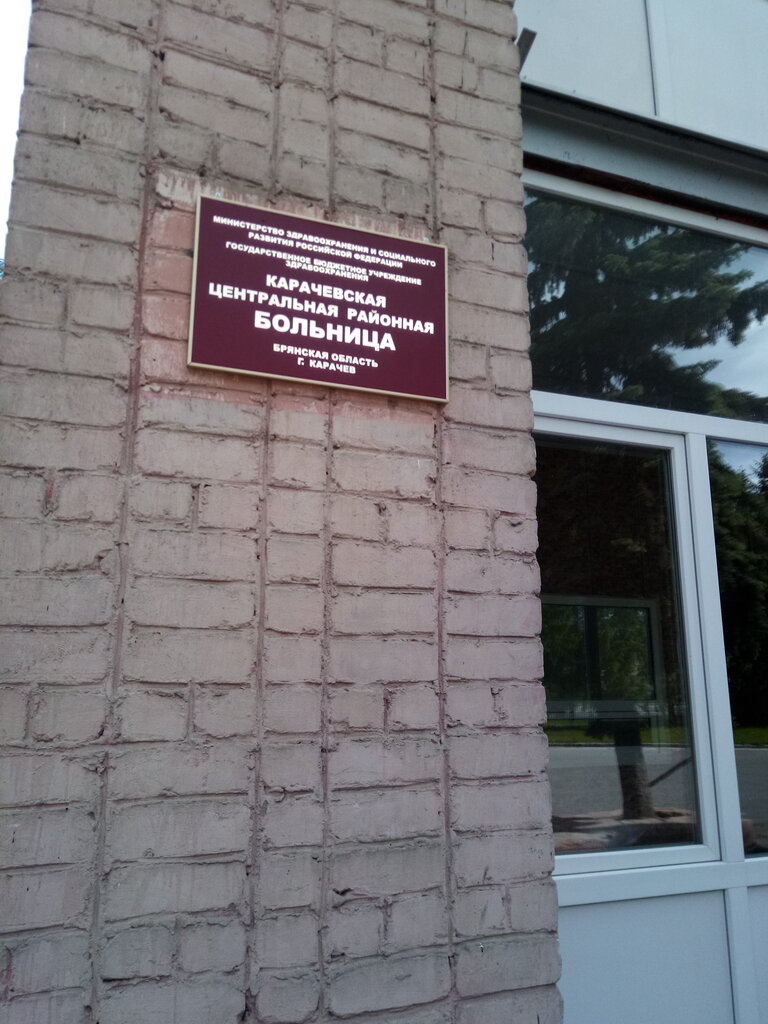 МИНИСТЕРСТВО ЗДРАВООХРАНЕНИЯ И СОЦИАЛЬНОГО
РАЗВИТИЯ РОССИЙСКОЙ ФЕДЕРАЦИИ
ГОСУДАРСТВЕННОЕ БЮДЖЕТНОЕ УЧРЕЖДЕНИЕ
ЗДРАВООХРАНЕНИЯ
КАРАЧЕВСКАЯ
ЦЕНТРАЛЬНАЯ РАЙОННАЯ
БОЛЬНИЦА
БРЯНСКАЯ ОБЛАСТЬ
Г. КАРАЧЕВ